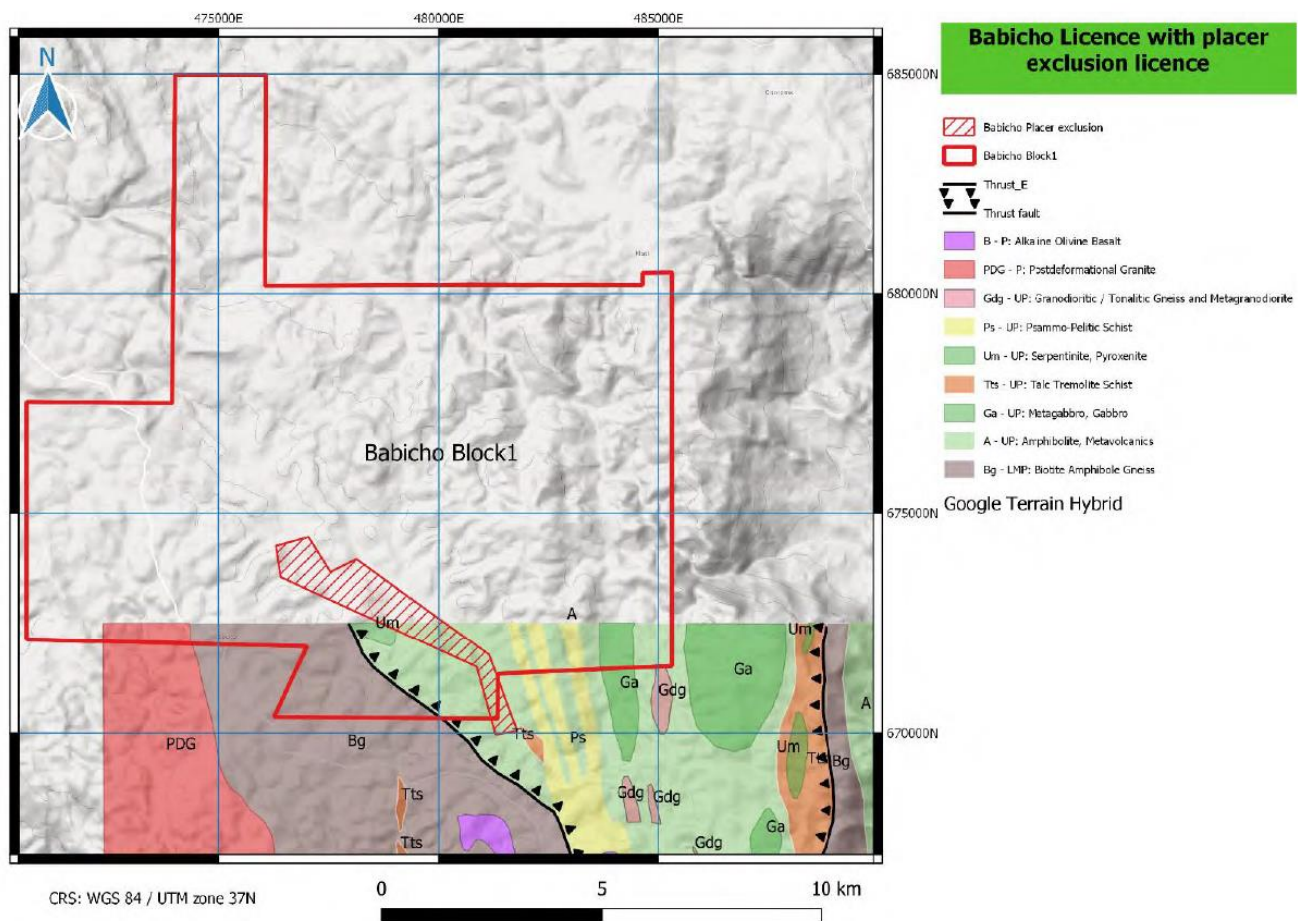 475000E
480000E
485000E
N
685000N
680000N
675000N
670000N
Babicho Block1
Um
A
Ga
Gdg
Ga
Um
A
PDG
Bg
Tts
Ps
Um
Tts
Bg
Tts
Gdg
Gdg
Ga
Tts
Gdg
CRS: WGS 84 / UTM zone 37N
0
5
10 km
Babicho Licence with placer
exclusion licence
Babicho Placer exclusion
Babicho Block1
Thrust_E
Thrust fault
B - P: Alkaline Olivine Basalt
PDG - P: Postdeformational Granite
Gdg - UP: Granodioritic / Tonalitic Gneiss and Metagranodiorite
Ps - UP: Psammo-Pelitic Schist
Um - UP: Serpentinite, Pyroxenite
Tts - UP: Talc Tremolite Schist
Ga - UP: Metagabbro, Gabbro
A - UP: Amphibolite, Metavolcanics
Bg - LMP: Biotite Amphibole Gneiss
Google Terrain Hybrid